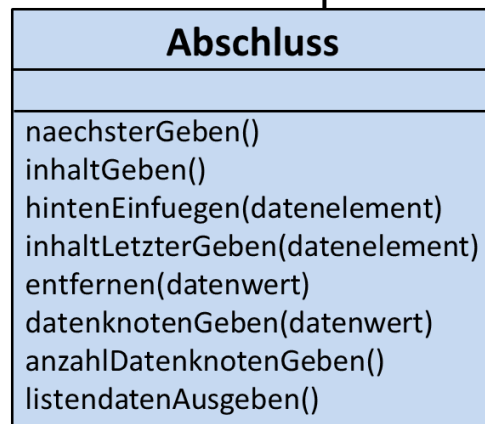 Abschluss
naechsterGeben()
inhaltGeben()
hintenEinfuegen(datenelement)
inhaltLetzterGeben(datenelement)
entfernen(datenwert)
datenknotenGeben(datenwert)
anzahlDatenknotenGeben()
listendatenAusgeben()